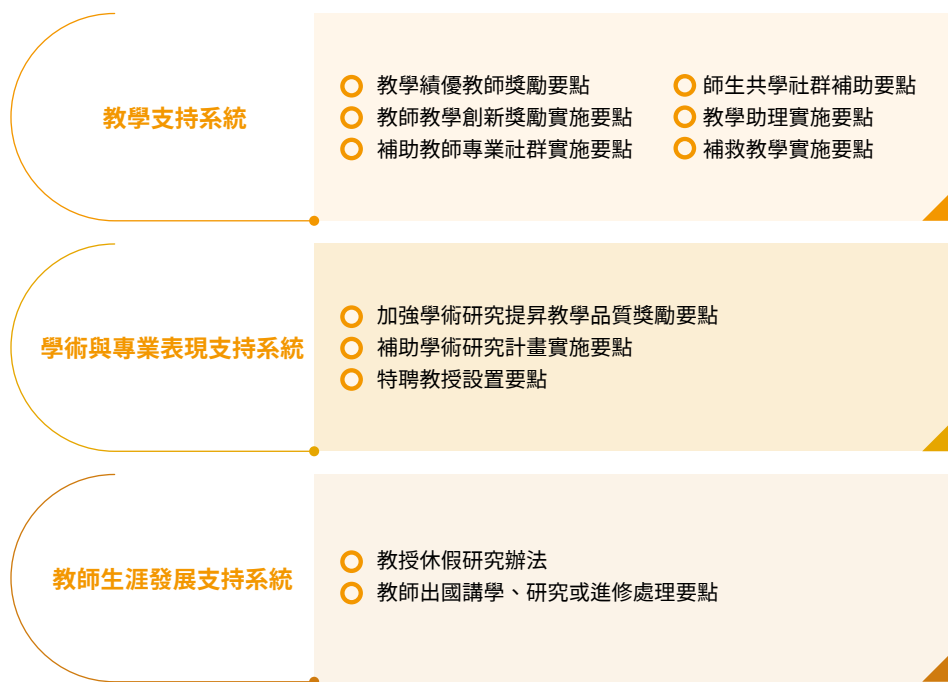 教學支持系統
教學績優教師獎勵要點
教師教學創新獎勵實施要點
補助教師專業社群實施要點
師生共學社群補助要點
教學助理實施要點
補救教學實施要點
學術與專業表現支持系統
加強學術研究提昇教學品質獎勵要點
補助學術研究計畫實施要點
特聘教授設置要點
教師生涯發展支持系統
教授休假研究辦法
教師出國講學、研究或進修處理要點